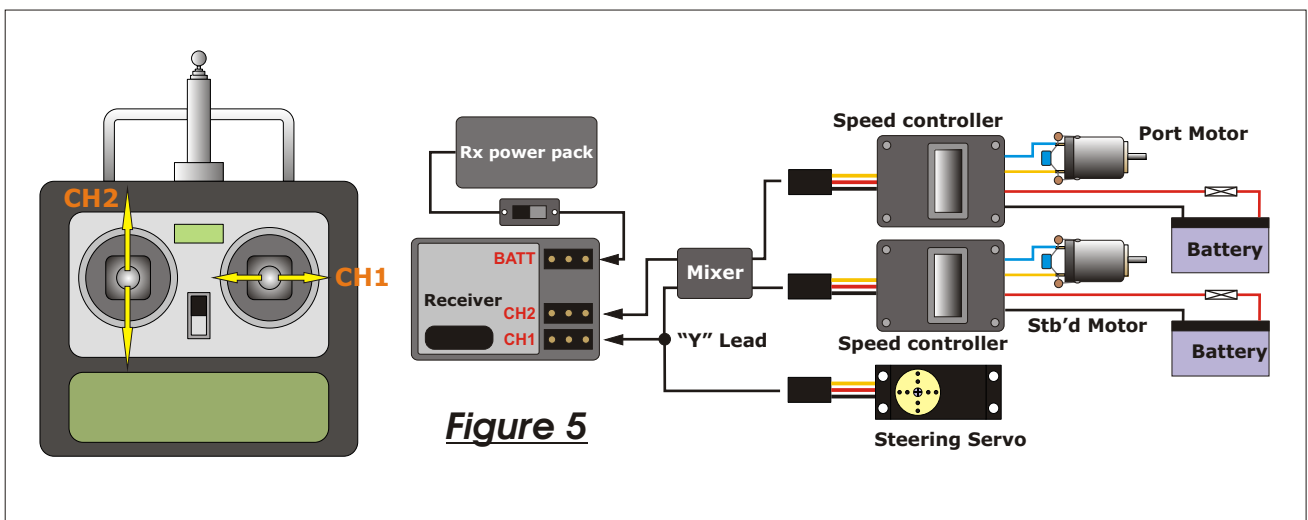 CH2
CH1
Rx power pack
BATT
Receiver
CH2
CH1
Mixer
"Y" Lead
Speed controller
Port Motor
Battery
Stb'd Motor
Speed controller
Battery
Steering Servo
Figure 5